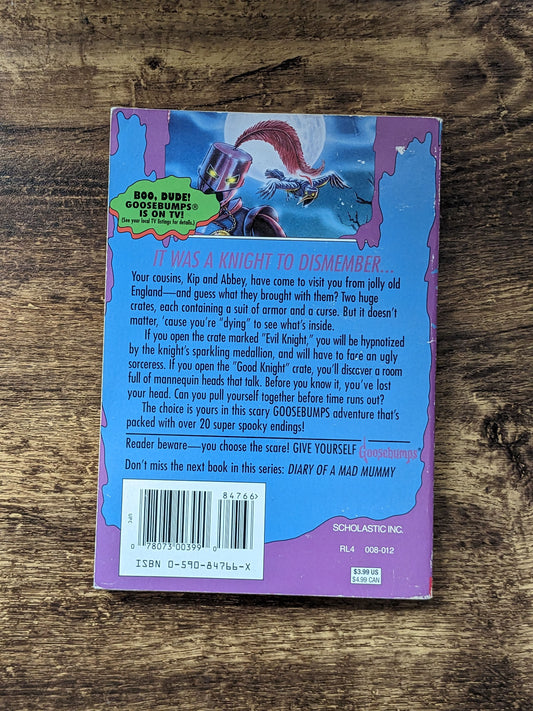 BOO, DUDE!
GOOSEBUMPS®
IS ON TV!
(See your local TV listings for details.)
IT WAS A KNIGHT TO DISMEMBER...
Your cousins, Kip and Abbey, have come to visit you from jolly old
England—and guess what they brought with them? Two huge
crates, each containing a suit of armor and a curse. But it doesn't
matter, 'cause you're "dying" to see what's inside.
If you open the crate marked "Evil Knight," you will be hypnotized
by the knight's sparkling medallion, and will have to face an ugly
sorceress. If you open the "Good Knight" crate, you'll discover a room
full of mannequin heads that talk. Before you know it, you've lost
your head. Can you pull yourself together before time runs out?
The choice is yours in this scary GOOSEBUMPS adventure that's
packed with over 20 super spooky endings!
Reader beware—you choose the scare! GIVE YOURSELF Goosebumps
Don't miss the next book in this series: DIARY OF A MAD MUMMY
84766>
UPC
0 78073 00399 0
ISBN 0-590-84766-X
SCHOLASTIC INC.
RL4 008-012
$3.99 US
$4.99 CAN